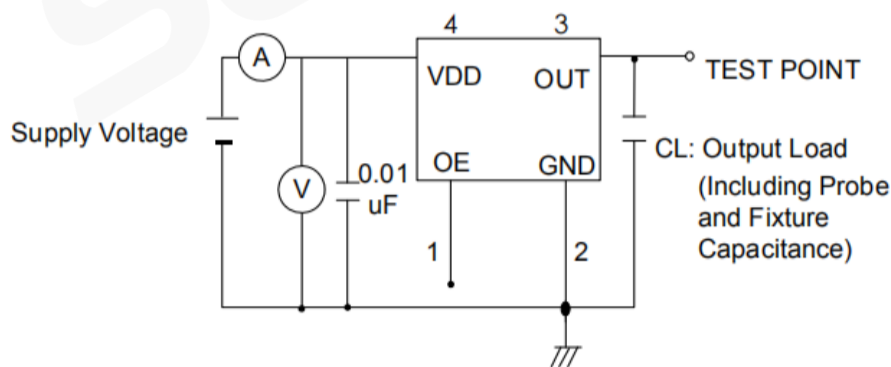 4
3
A
VDD
OUT
TEST POINT
Supply Voltage
OE
GND
CL: Output Load
(Including Probe
and Fixture
Capacitance)
V
0.01
uF
1
2